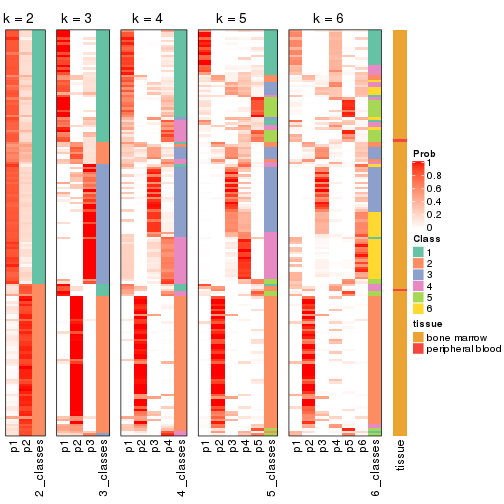 k = 2
k = 3
k = 4
k = 5
k = 6
Prob
1
0.8
0.6
0.4
0.2
0
Class
1
2
3
4
5
6
tissue
bone marrow
peripheral blood
p1
p2
2_classes
p1
p2
p3
3_classes
p1
p2
p3
p4
4_classes
p1
p2
p3
p4
p5
5_classes
p1
p2
p3
p4
p5
p6
6_classes
tissue